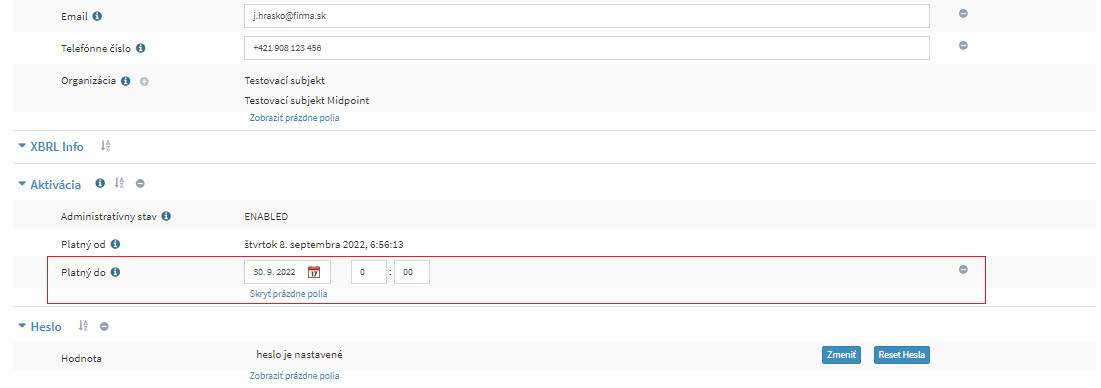 Email j.hrasko@firma.sk
Telefónne číslo +421 908 123 456
Organizácia Testovací subjekt
Testovací subjekt Midpoint
Zobraziť prázdne polia
XBRL Info
Aktivácia
Administratívny stav ENABLED
Platný od štvrtok 8. septembra 2022, 6:56:13
Platný do 30. 9. 2022 17 0 : 00
Skryť prázdne polia
Heslo
Hodnota heslo je nastavené Zmeniť Reset Hesla
Zobraziť prázdne polia